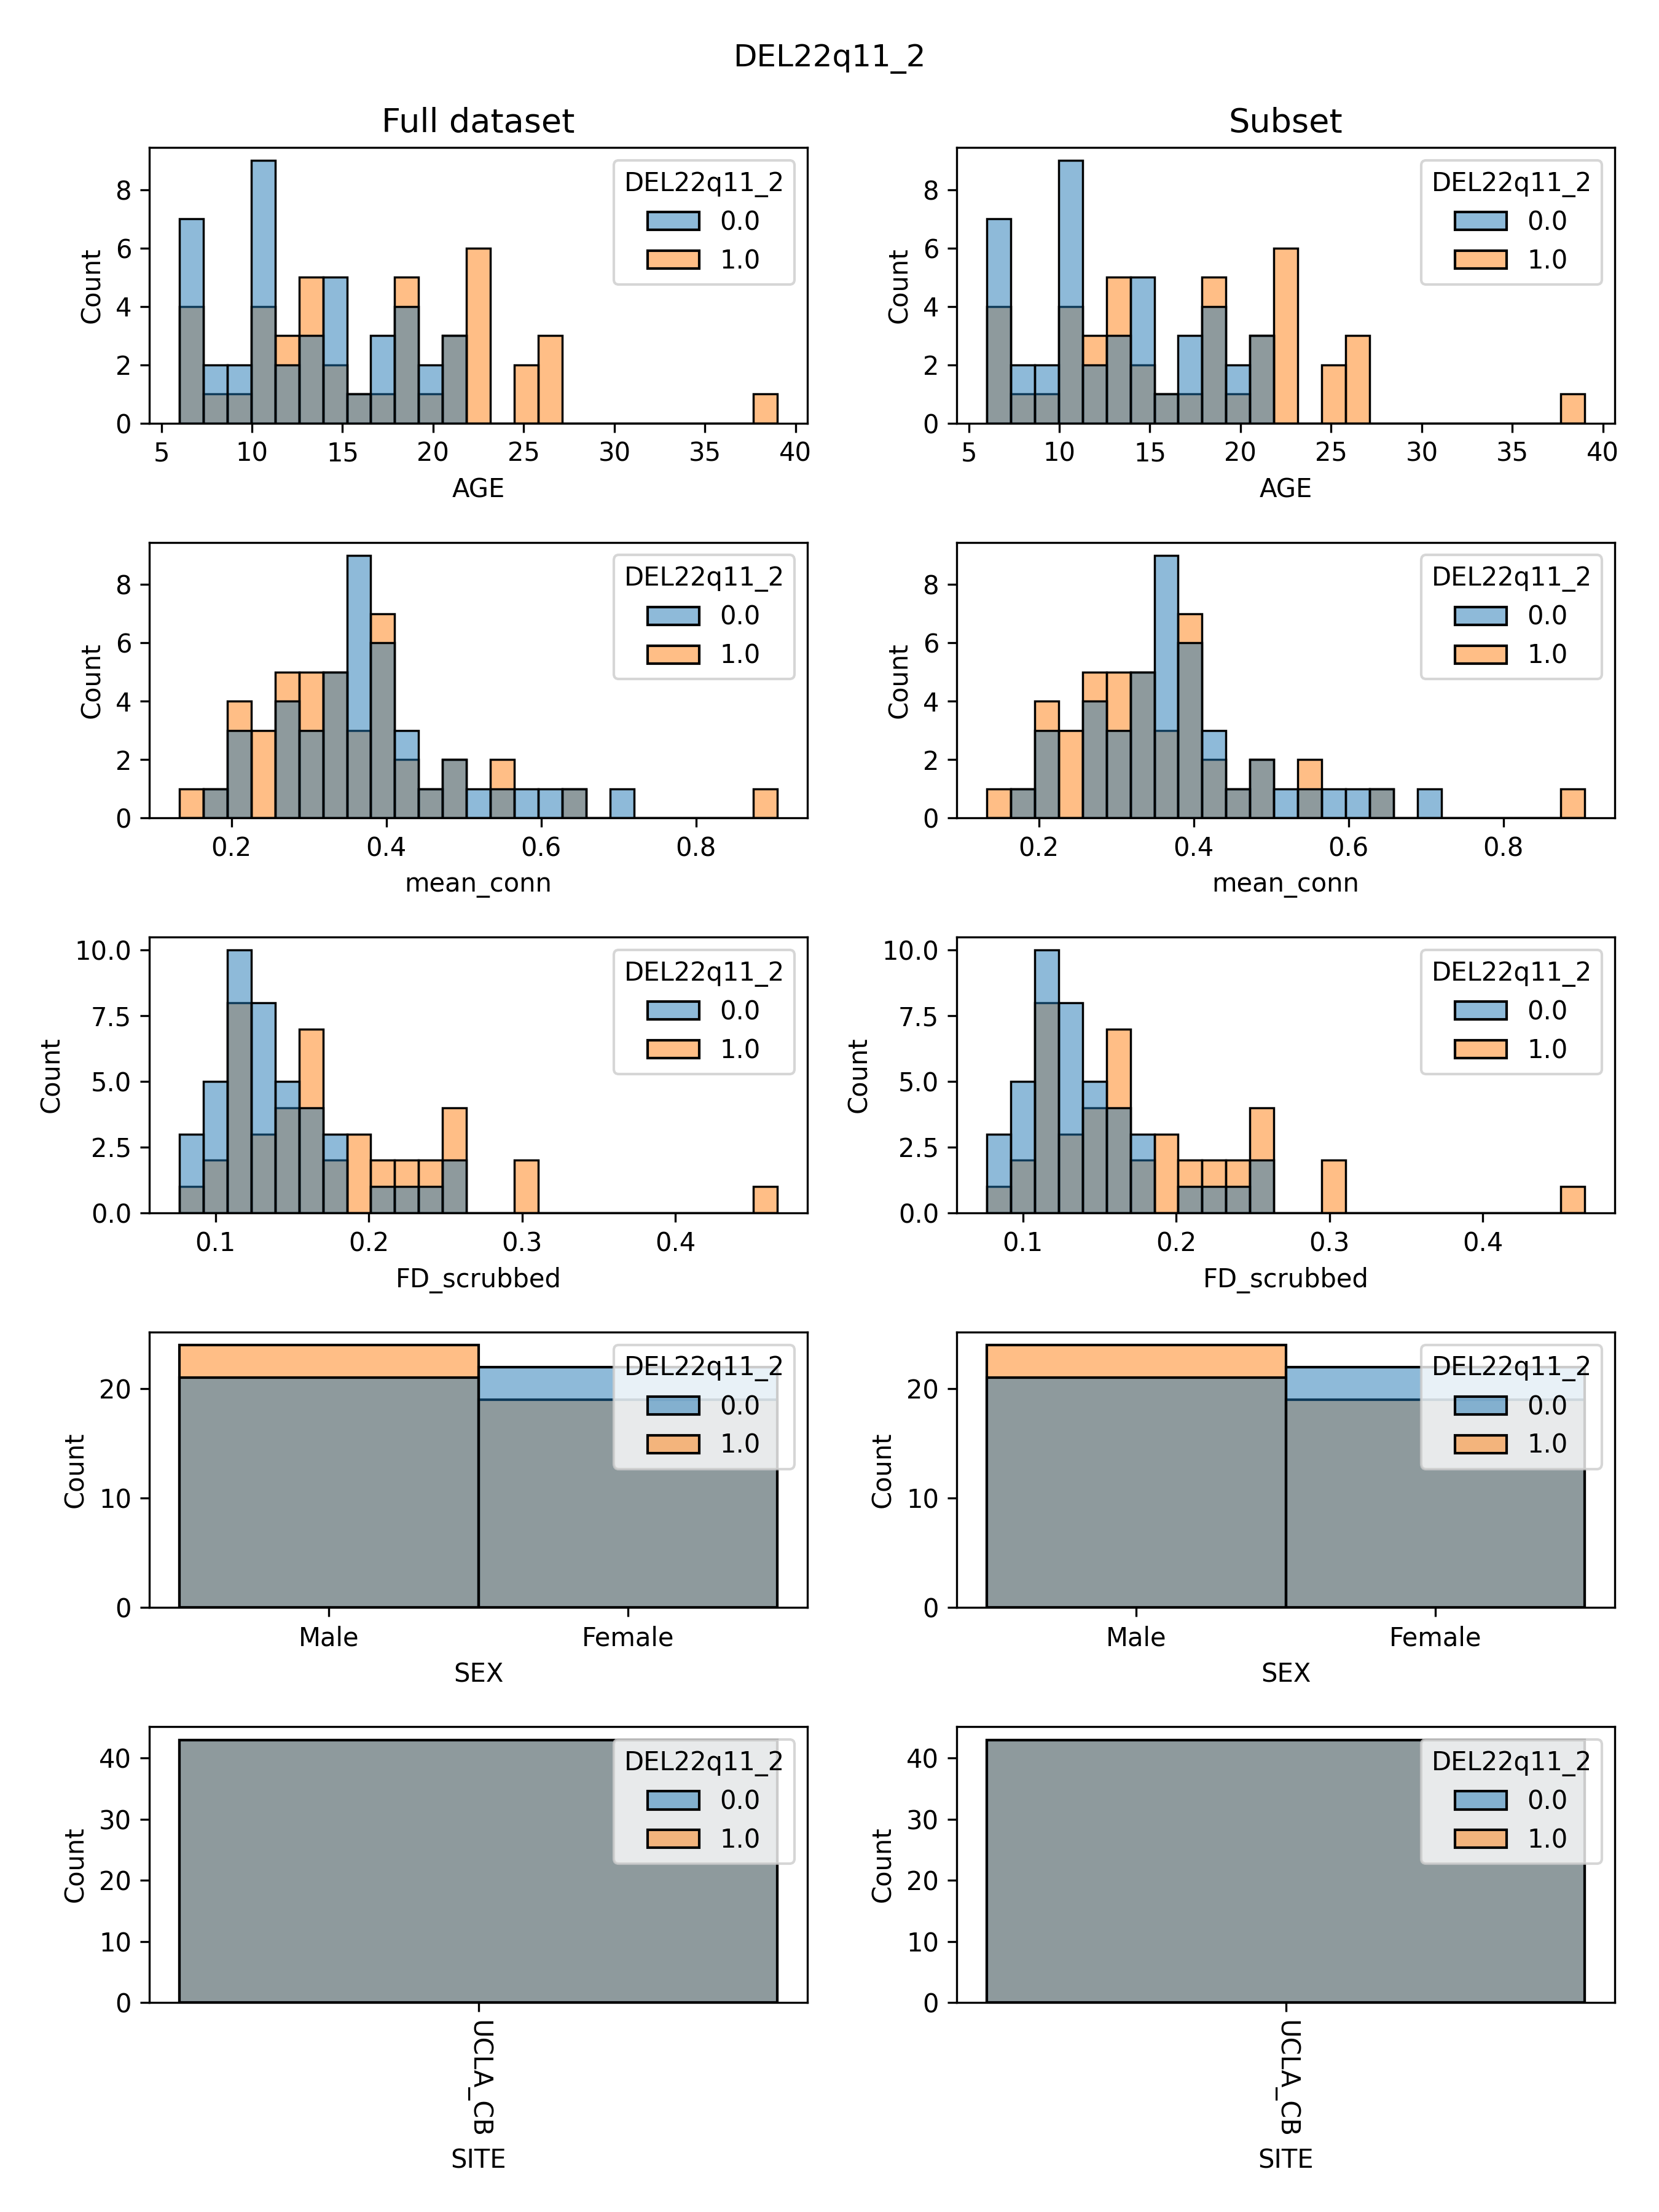 DEL22q11_2
Full dataset
Subset
DEL22q11_2
0.0
1.0
Count
0
2
4
6
8
5
10
15
20
25
30
35
40
AGE
DEL22q11_2
0.0
1.0
Count
0
2
4
6
8
5
10
15
20
25
30
35
40
AGE
DEL22q11_2
0.0
1.0
Count
0
2
4
6
8
0.2
0.4
0.6
0.8
mean_conn
DEL22q11_2
0.0
1.0
Count
0
2
4
6
8
0.2
0.4
0.6
0.8
mean_conn
DEL22q11_2
0.0
1.0
Count
0.0
2.5
5.0
7.5
10.0
0.1
0.2
0.3
0.4
FD_scrubbed
DEL22q11_2
0.0
1.0
Count
0.0
2.5
5.0
7.5
10.0
0.1
0.2
0.3
0.4
FD_scrubbed
DEL22q11_2
0.0
1.0
Count
0
10
20
Male
Female
SEX
DEL22q11_2
0.0
1.0
Count
0
10
20
Male
Female
SEX
DEL22q11_2
0.0
1.0
Count
0
10
20
30
40
UCLA_CB
SITE
DEL22q11_2
0.0
1.0
Count
0
10
20
30
40
UCLA_CB
SITE